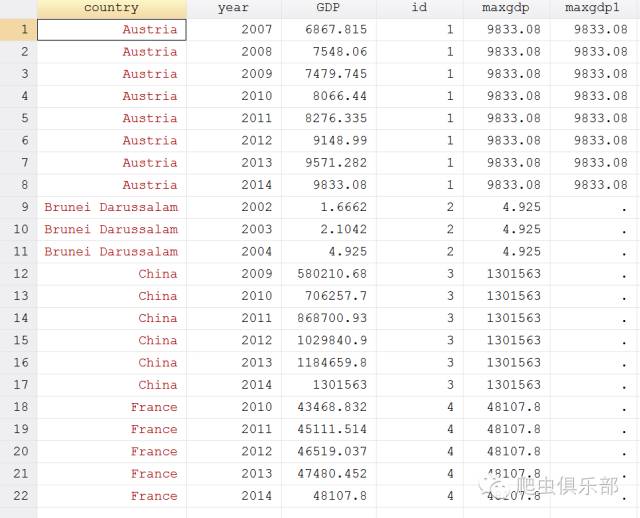 country year GDP id maxgdp maxgdp1
1 Austria 2007 6867.815 1 9833.08 9833.08
2 Austria 2008 7548.06 1 9833.08 9833.08
3 Austria 2009 7479.745 1 9833.08 9833.08
4 Austria 2010 8066.44 1 9833.08 9833.08
5 Austria 2011 8276.335 1 9833.08 9833.08
6 Austria 2012 9148.99 1 9833.08 9833.08
7 Austria 2013 9571.282 1 9833.08 9833.08
8 Austria 2014 9833.08 1 9833.08 9833.08
9 Brunei Darussalam 2002 1.6662 2 4.925 .
10 Brunei Darussalam 2003 2.1042 2 4.925 .
11 Brunei Darussalam 2004 4.925 2 4.925 .
12 China 2009 580210.68 3 1301563 .
13 China 2010 706257.7 3 1301563 .
14 China 2011 868700.93 3 1301563 .
15 China 2012 1029840.9 3 1301563 .
16 China 2013 1184659.8 3 1301563 .
17 China 2014 1301563 3 1301563 .
18 France 2010 43468.832 4 48107.8 .
19 France 2011 45111.514 4 48107.8 .
20 France 2012 46519.037 4 48107.8 .
21 France 2013 47480.452 4 48107.8 .
22 France 2014 48107.8 4 48107.8 .
爬虫俱乐部